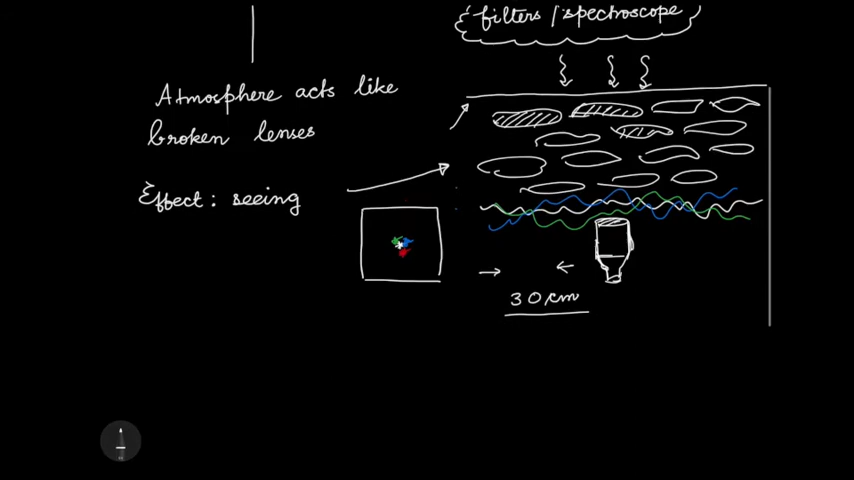 filters/spectroscope
Atmosphere acts like
broken lenses
Effect: seeing
30 cm